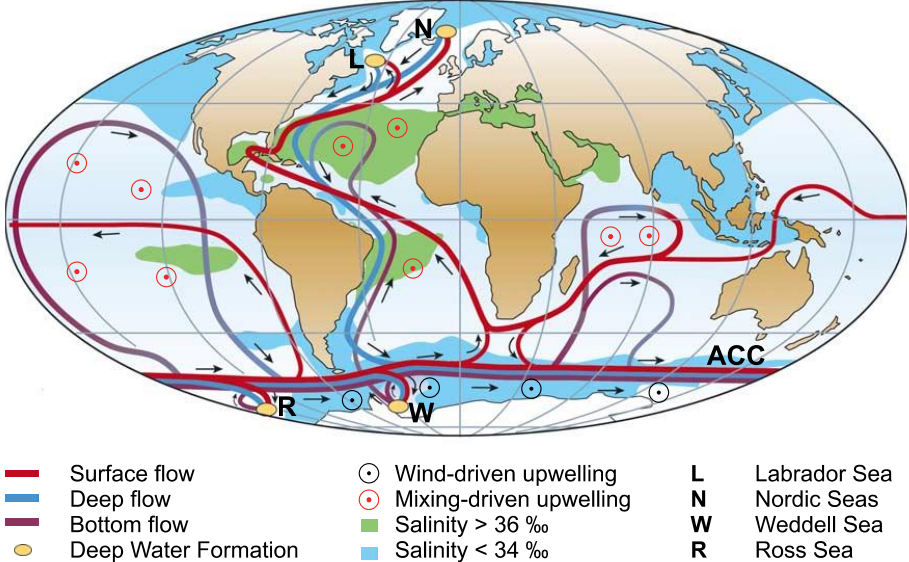 N
L
ACC
R
W
Surface flow
Deep flow
Bottom flow
Deep Water Formation
Wind-driven upwelling
Mixing-driven upwelling
Salinity > 36 ‰
Salinity < 34 ‰
L Labrador Sea
N Nordic Seas
W Weddell Sea
R Ross Sea